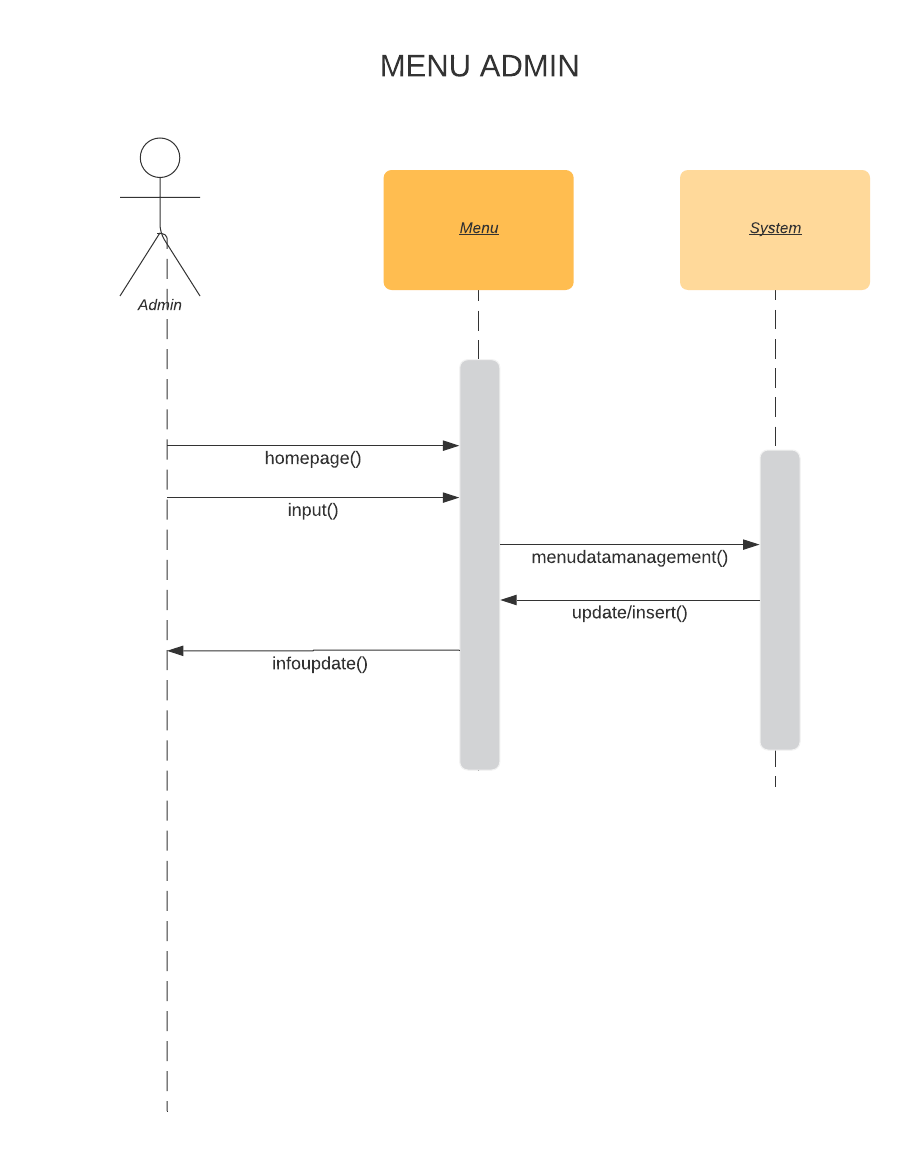 MENU ADMIN
Menu
System
Admin
homepage()
input()
menudatamanagement()
update/insert()
infoupdate()